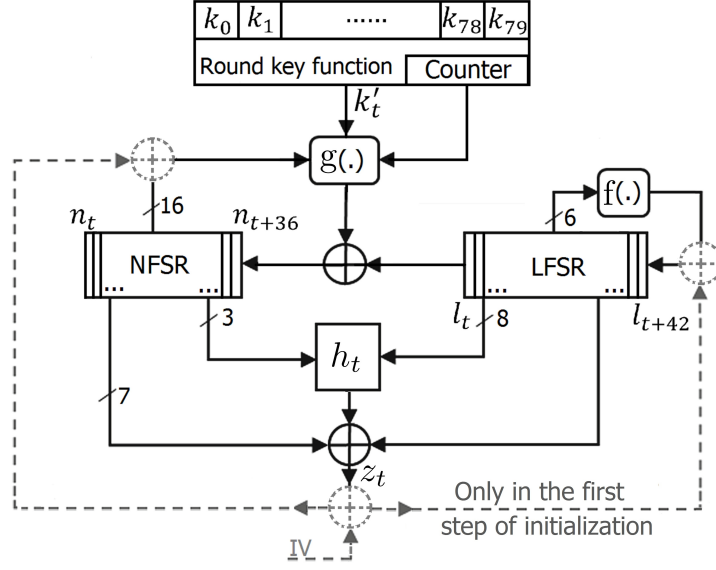 k₀ k₁ ...... k₇₈ k₇₉
Round key function Counter
k′ₜ
g(.)
f(.)
16
6
nₜ nₜ₊₃₆
NFSR
LFSR
... ...
... ...
3
lₜ 8 lₜ₊₄₂
hₜ
7
zₜ
Only in the first
step of initialization
IV